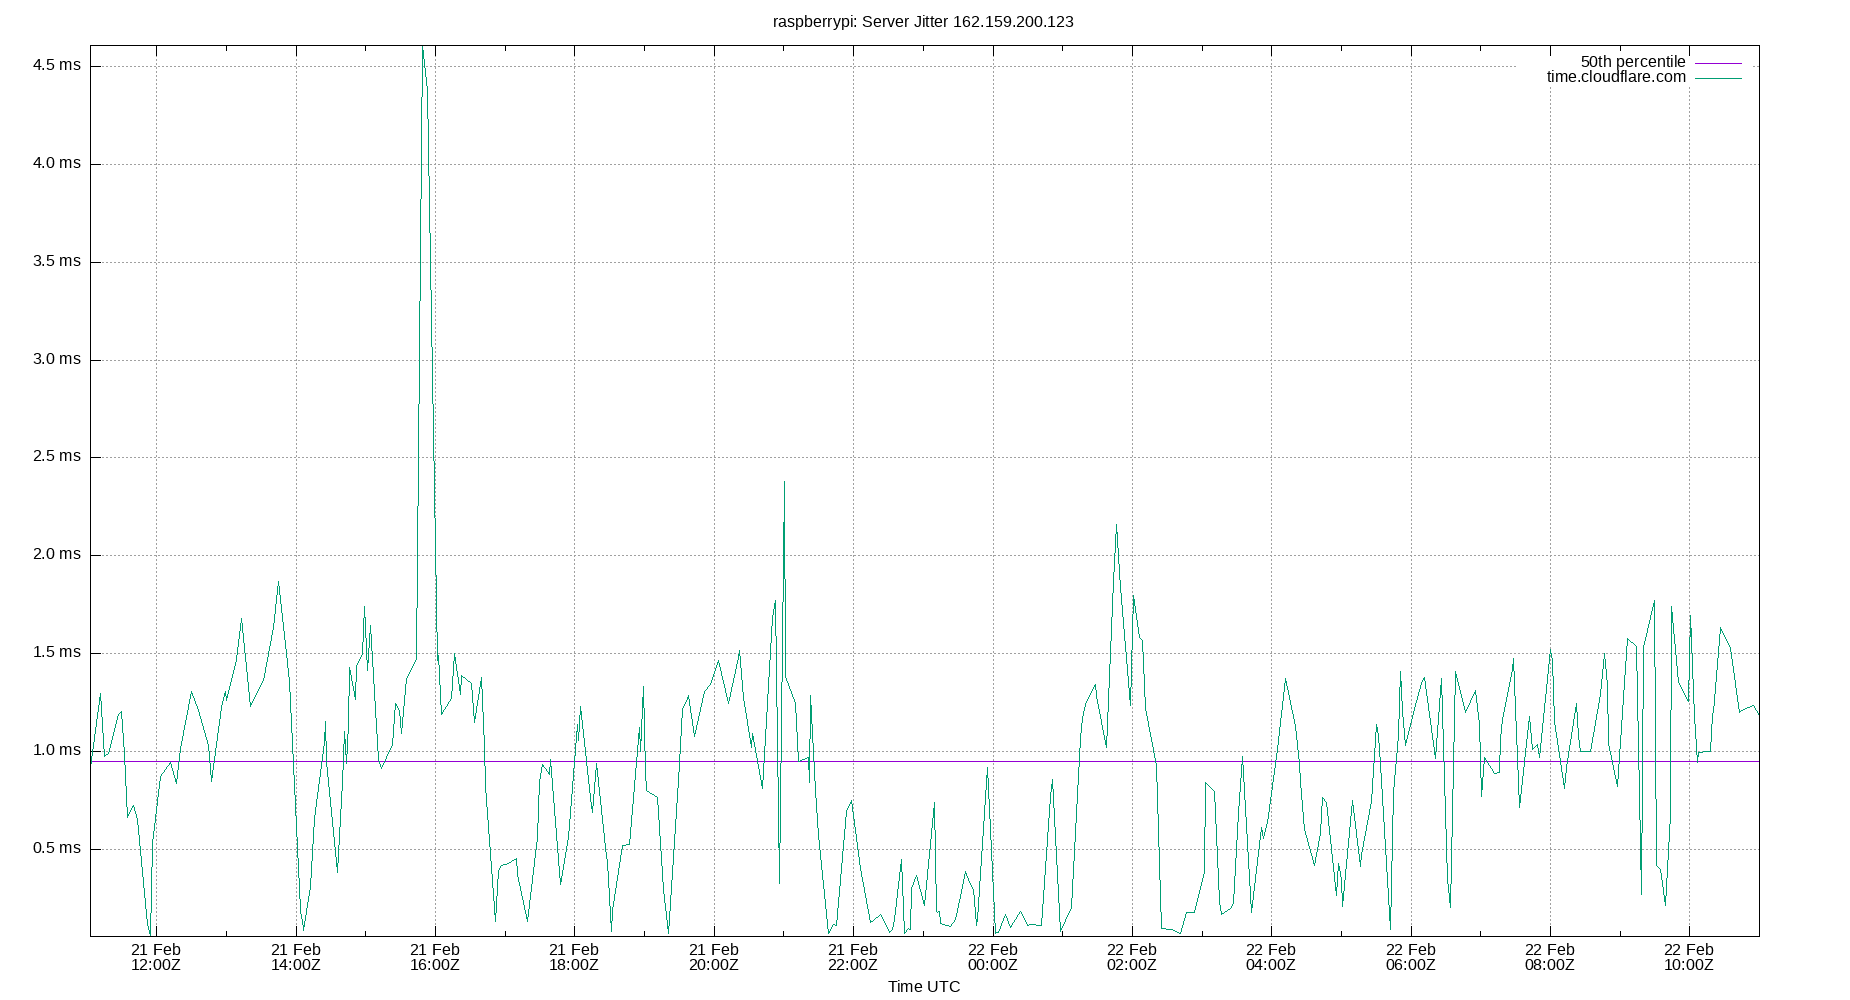 raspberrypi: Server Jitter 162.159.200.123
50th percentile
time.cloudflare.com
4.5 ms
4.0 ms
3.5 ms
3.0 ms
2.5 ms
2.0 ms
1.5 ms
1.0 ms
0.5 ms
21 Feb 21 Feb 21 Feb 21 Feb 21 Feb 21 Feb 22 Feb 22 Feb 22 Feb 22 Feb 22 Feb 22 Feb
12:00Z 14:00Z 16:00Z 18:00Z 20:00Z 22:00Z 00:00Z 02:00Z 04:00Z 06:00Z 08:00Z 10:00Z
Time UTC